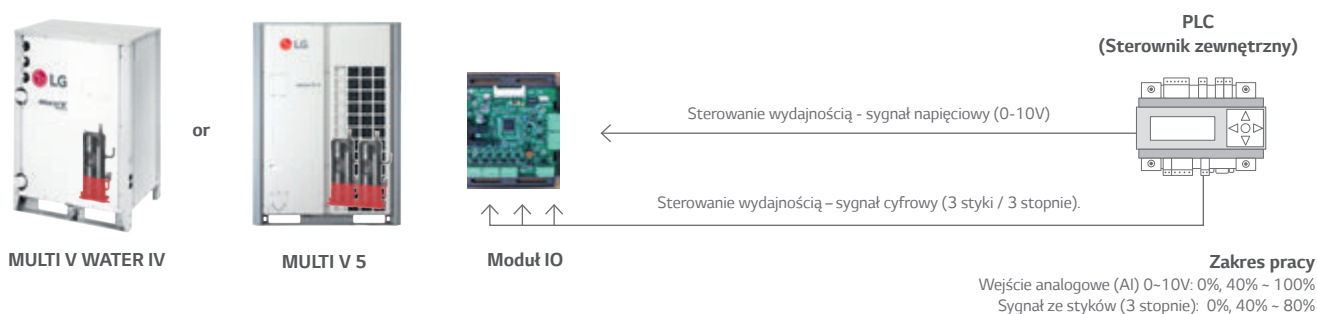 PLC
(Sterownik zewnętrzny)
LG
LG
or
Sterowanie wydajnością - sygnał napięciowy (0-10V)
Sterowanie wydajnością – sygnał cyfrowy (3 styki / 3 stopnie).
MULTI V WATER IV
MULTI V 5
Moduł IO
Zakres pracy
Wejście analogowe (AI) 0~10V: 0%, 40% ~ 100%
Sygnał ze styków (3 stopnie): 0%, 40% ~ 80%